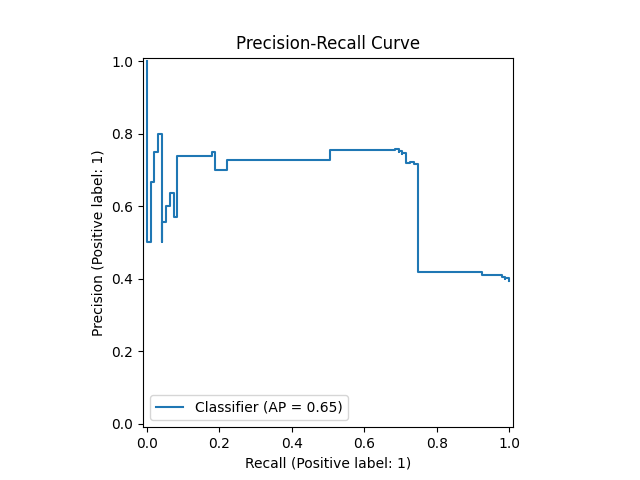 Precision-Recall Curve
Precision (Positive label: 1)
1.0
0.8
0.6
0.4
0.2
0.0
Classifier (AP = 0.65)
0.0 0.2 0.4 0.6 0.8 1.0
Recall (Positive label: 1)